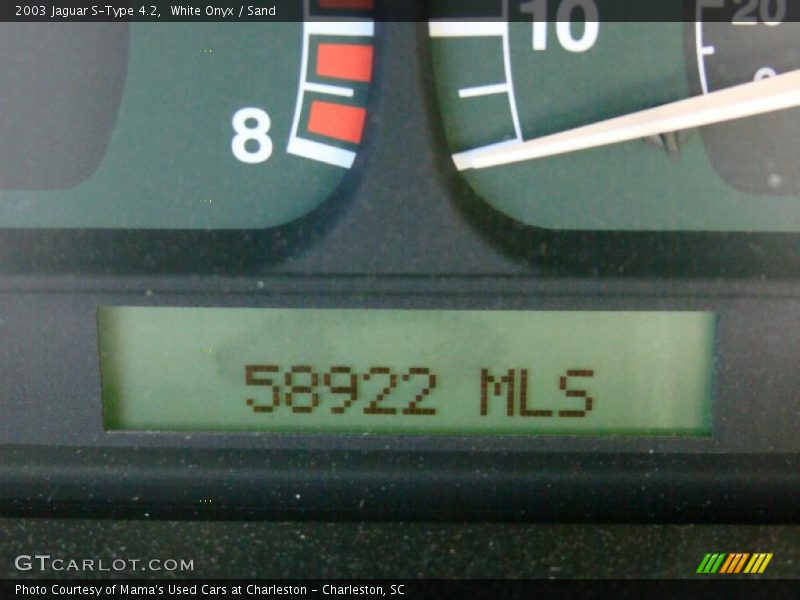 2003 Jaguar S-Type 4.2,  White Onyx / Sand
10
20
0
8
58922 MLS
GTCARLOT.COM
Photo Courtesy of Mama's Used Cars at Charleston - Charleston, SC